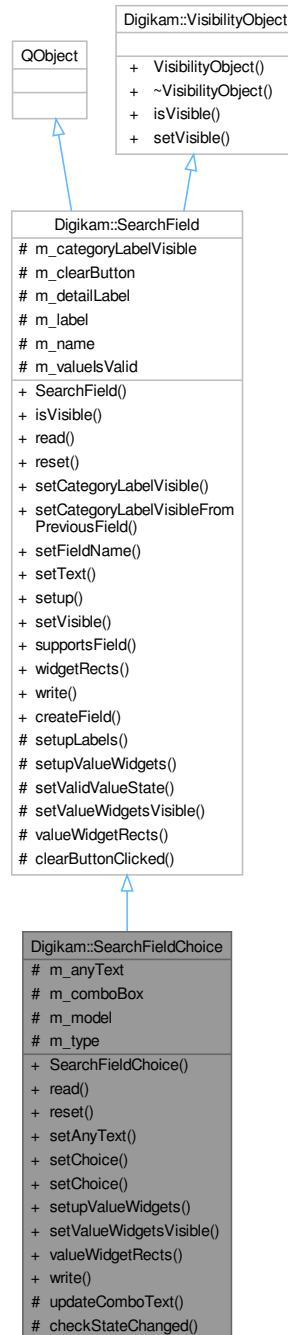 Digikam::VisibilityObject
+ VisibilityObject()
+ ~VisibilityObject()
+ isVisible()
+ setVisible()
QObject
Digikam::SearchField
# m_categoryLabelVisible
# m_clearButton
# m_detailLabel
# m_label
# m_name
# m_valueIsValid
+ SearchField()
+ isVisible()
+ read()
+ reset()
+ setCategoryLabelVisible()
+ setCategoryLabelVisibleFrom
PreviousField()
+ setFieldName()
+ setText()
+ setup()
+ setVisible()
+ supportsField()
+ widgetRects()
+ write()
+ createField()
# setupLabels()
# setupValueWidgets()
# setValidValueState()
# setValueWidgetsVisible()
# valueWidgetRects()
# clearButtonClicked()
Digikam::SearchFieldChoice
# m_anyText
# m_comboBox
# m_model
# m_type
+ SearchFieldChoice()
+ read()
+ reset()
+ setAnyText()
+ setChoice()
+ setChoice()
+ setupValueWidgets()
+ setValueWidgetsVisible()
+ valueWidgetRects()
+ write()
# updateComboText()
# checkStateChanged()